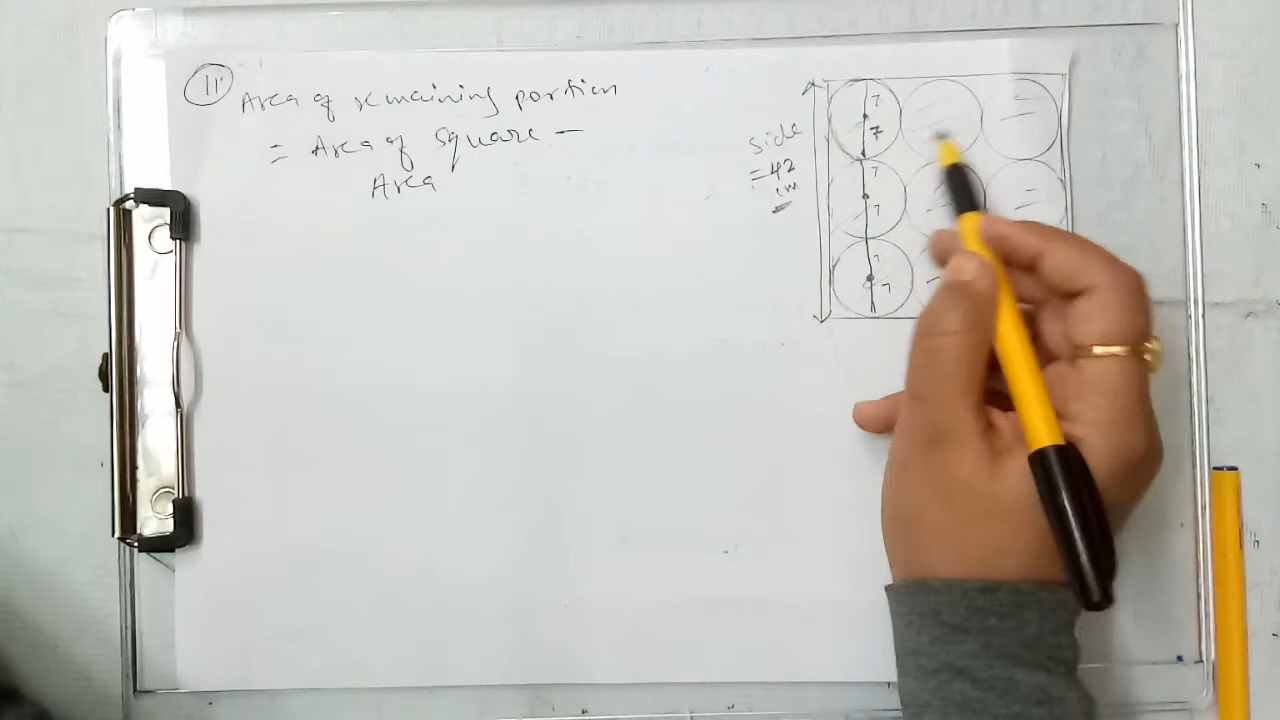 11 Area of remaining portion
= Area of square -
Area
side
= 42
cm
7
7
7
7
7
7